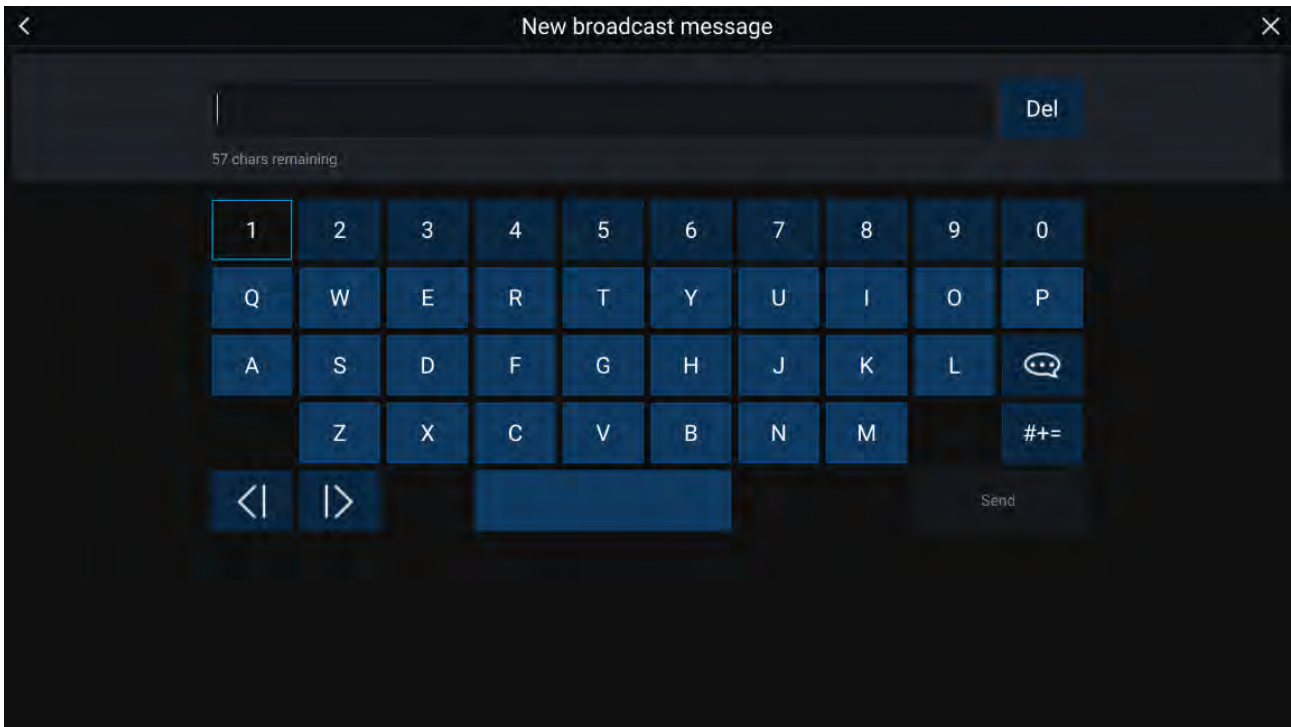 New broadcast message
Del
57 chars remaining
1 2 3 4 5 6 7 8 9 0
Q W E R T Y U I O P
A S D F G H J K L
Z X C V B N M #+=
Send